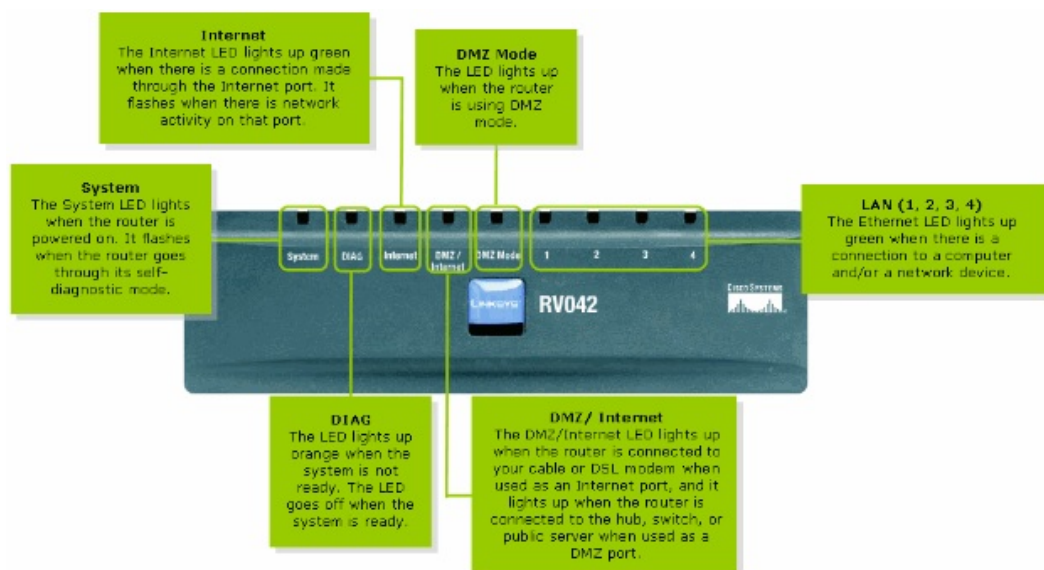 Internet
The Internet LED lights up green
when there is a connection made
through the Internet port. It
flashes when there is network
activity on that port.
DMZ Mode
The LED lights up
when the router
is using DMZ
mode.
System
The System LED lights
when the router is
powered on. It flashes
when the router goes
through its self-
diagnostic mode.
LAN (1, 2, 3, 4)
The Ethernet LED lights up
green when there is a
connection to a computer
and/or a network device.
System
DIAG
Internet
DMZ /
Internet
DMZ Mode
1
2
3
4
LINKSYS
RV042
CISCO SYSTEMS
DIAG
The LED lights up
orange when the
system is not
ready. The LED
goes off when the
system is ready.
DMZ/ Internet
The DMZ/Internet LED lights up
when the router is connected to
your cable or DSL modem when
used as an Internet port, and it
lights up when the router is
connected to the hub, switch, or
public server when used as a
DMZ port.